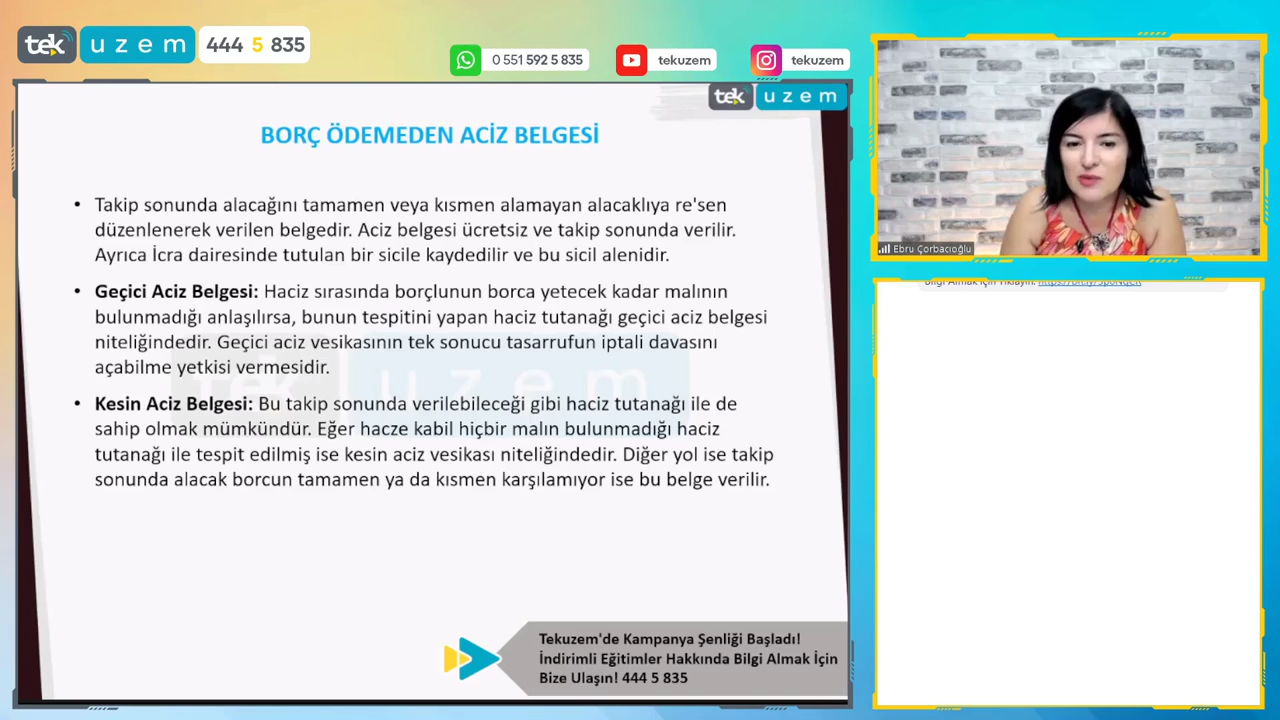 tek uzem 444 5 835
0 551 592 5 835
tekuzem
tekuzem
tek uzem
BORÇ ÖDEMEDEN ACİZ BELGESİ
• Takip sonunda alacağını tamamen veya kısmen alamayan alacaklıya re'sen
düzenlenerek verilen belgedir. Aciz belgesi ücretsiz ve takip sonunda verilir.
Ayrıca İcra dairesinde tutulan bir sicile kaydedilir ve bu sicil alenidir.
• Geçici Aciz Belgesi: Haciz sırasında borçlunun borca yetecek kadar malının
bulunmadığı anlaşılırsa, bunun tespitini yapan haciz tutanağı geçici aciz belgesi
niteliğindedir. Geçici aciz vesikasının tek sonucu tasarrufun iptali davasını
açabilme yetkisi vermesidir.
• Kesin Aciz Belgesi: Bu takip sonunda verilebileceği gibi haciz tutanağı ile de
sahip olmak mümkündür. Eğer hacze kabil hiçbir malın bulunmadığı haciz
tutanağı ile tespit edilmiş ise kesin aciz vesikası niteliğindedir. Diğer yol ise takip
sonunda alacak borcun tamamen ya da kısmen karşılamıyor ise bu belge verilir.
tek uzem
Tekuzem'de Kampanya Şenliği Başladı!
İndirimli Eğitimler Hakkında Bilgi Almak İçin
Bize Ulaşın! 444 5 835
Ebru Çorbacıoğlu
Bilgi Almak İçin Tıklayın: